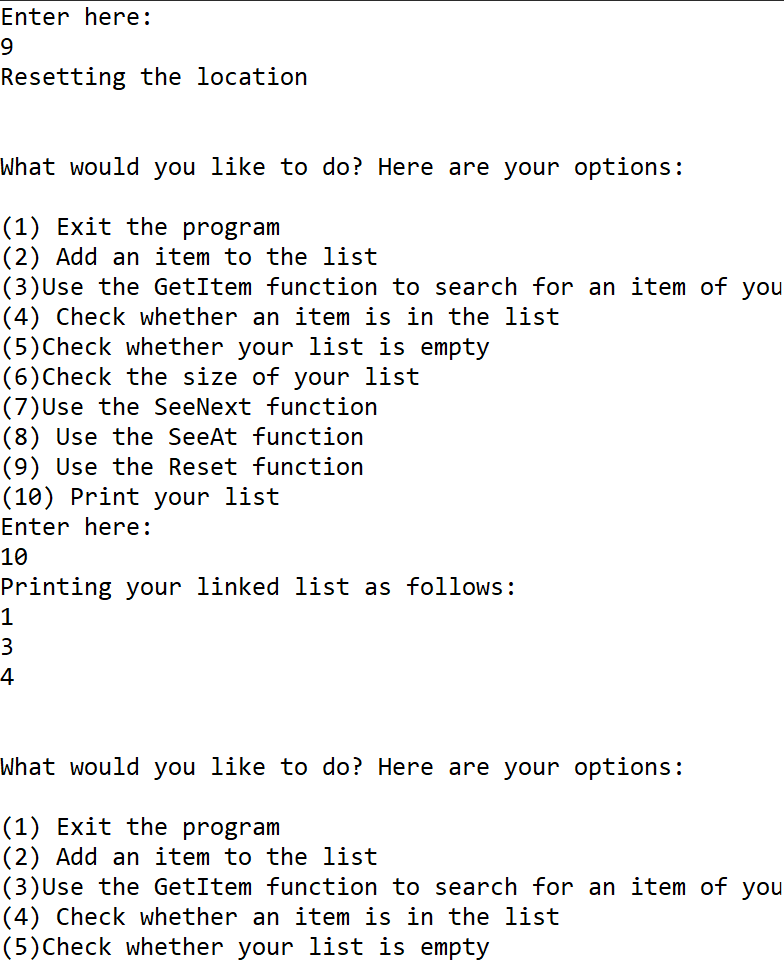 Enter here:
9
Resetting the location
What would you like to do? Here are your options:
(1) Exit the program
(2) Add an item to the list
(3)Use the GetItem function to search for an item of you
(4) Check whether an item is in the list
(5)Check whether your list is empty
(6)Check the size of your list
(7)Use the SeeNext function
(8) Use the SeeAt function
(9) Use the Reset function
(10) Print your list
Enter here:
10
Printing your linked list as follows:
1
3
4
What would you like to do? Here are your options:
(1) Exit the program
(2) Add an item to the list
(3)Use the GetItem function to search for an item of you
(4) Check whether an item is in the list
(5)Check whether your list is empty